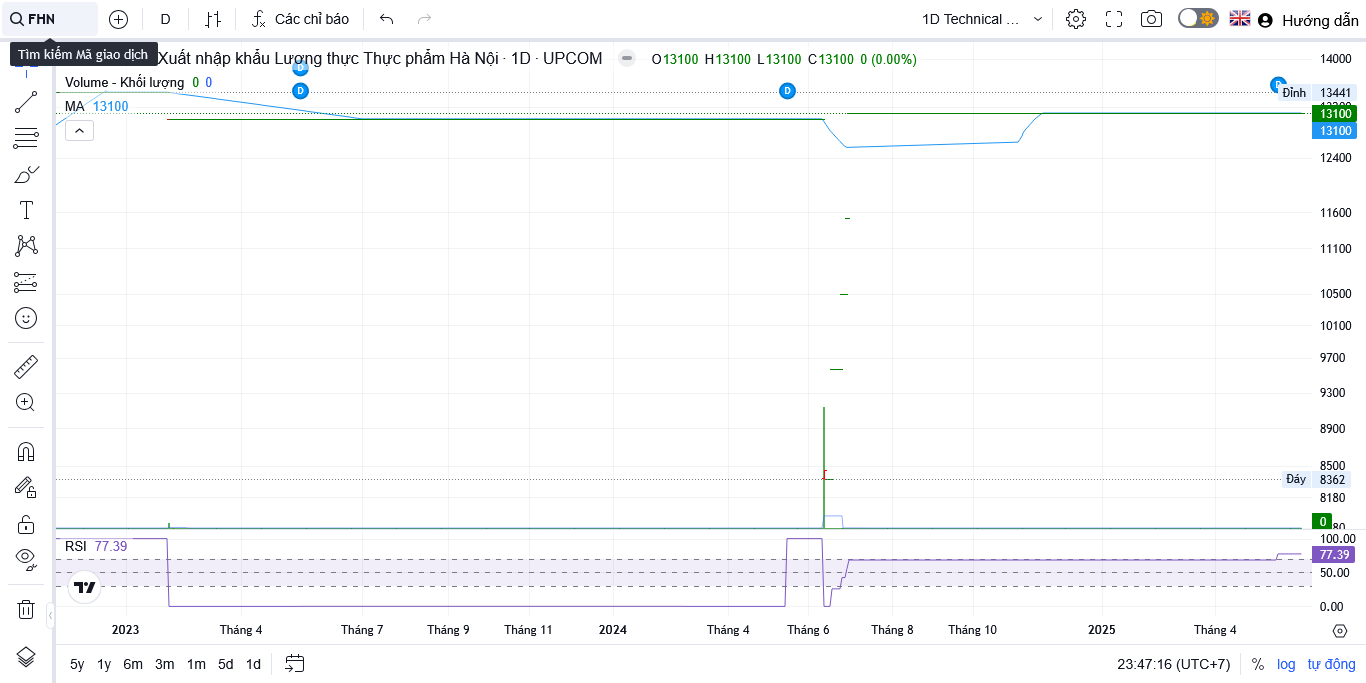 FHN
D
Các chỉ báo
1D Technical ...
Hướng dẫn
Tìm kiếm Mã giao dịch
Xuất nhập khẩu Lương thực Thực phẩm Hà Nội · 1D · UPCOM
O13100 H13100 L13100 C13100 0 (0.00%)
Volume - Khối lượng 0 0
MA 13100
D
D
D
D
14000
Đỉnh 13441
13100
13100
12400
11600
11100
10500
10100
9700
9300
8900
8500
Đáy 8362
8180
0
RSI 77.39
100.00
77.39
50.00
0.00
2023 Tháng 4 Tháng 7 Tháng 9 Tháng 11 2024 Tháng 4 Tháng 6 Tháng 8 Tháng 10 2025 Tháng 4
5y 1y 6m 3m 1m 5d 1d
23:47:16 (UTC+7) % log tự động